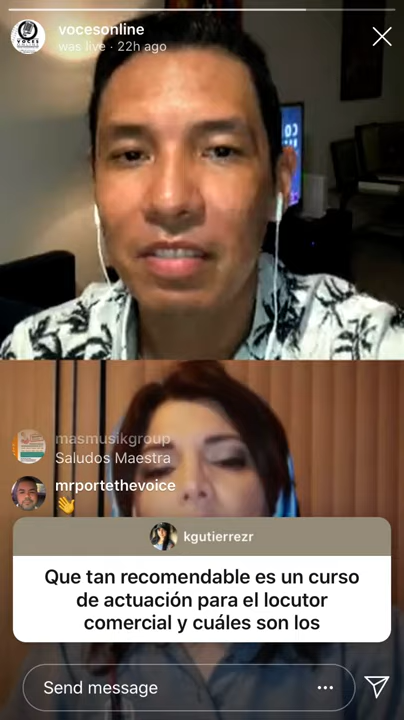 vocesonline
was live · 22h ago
VOCES
masmusikgroup
Saludos Maestra
mrportethevoice
👋
kgutierrezr
Que tan recomendable es un curso
de actuación para el locutor
comercial y cuáles son los
Send message